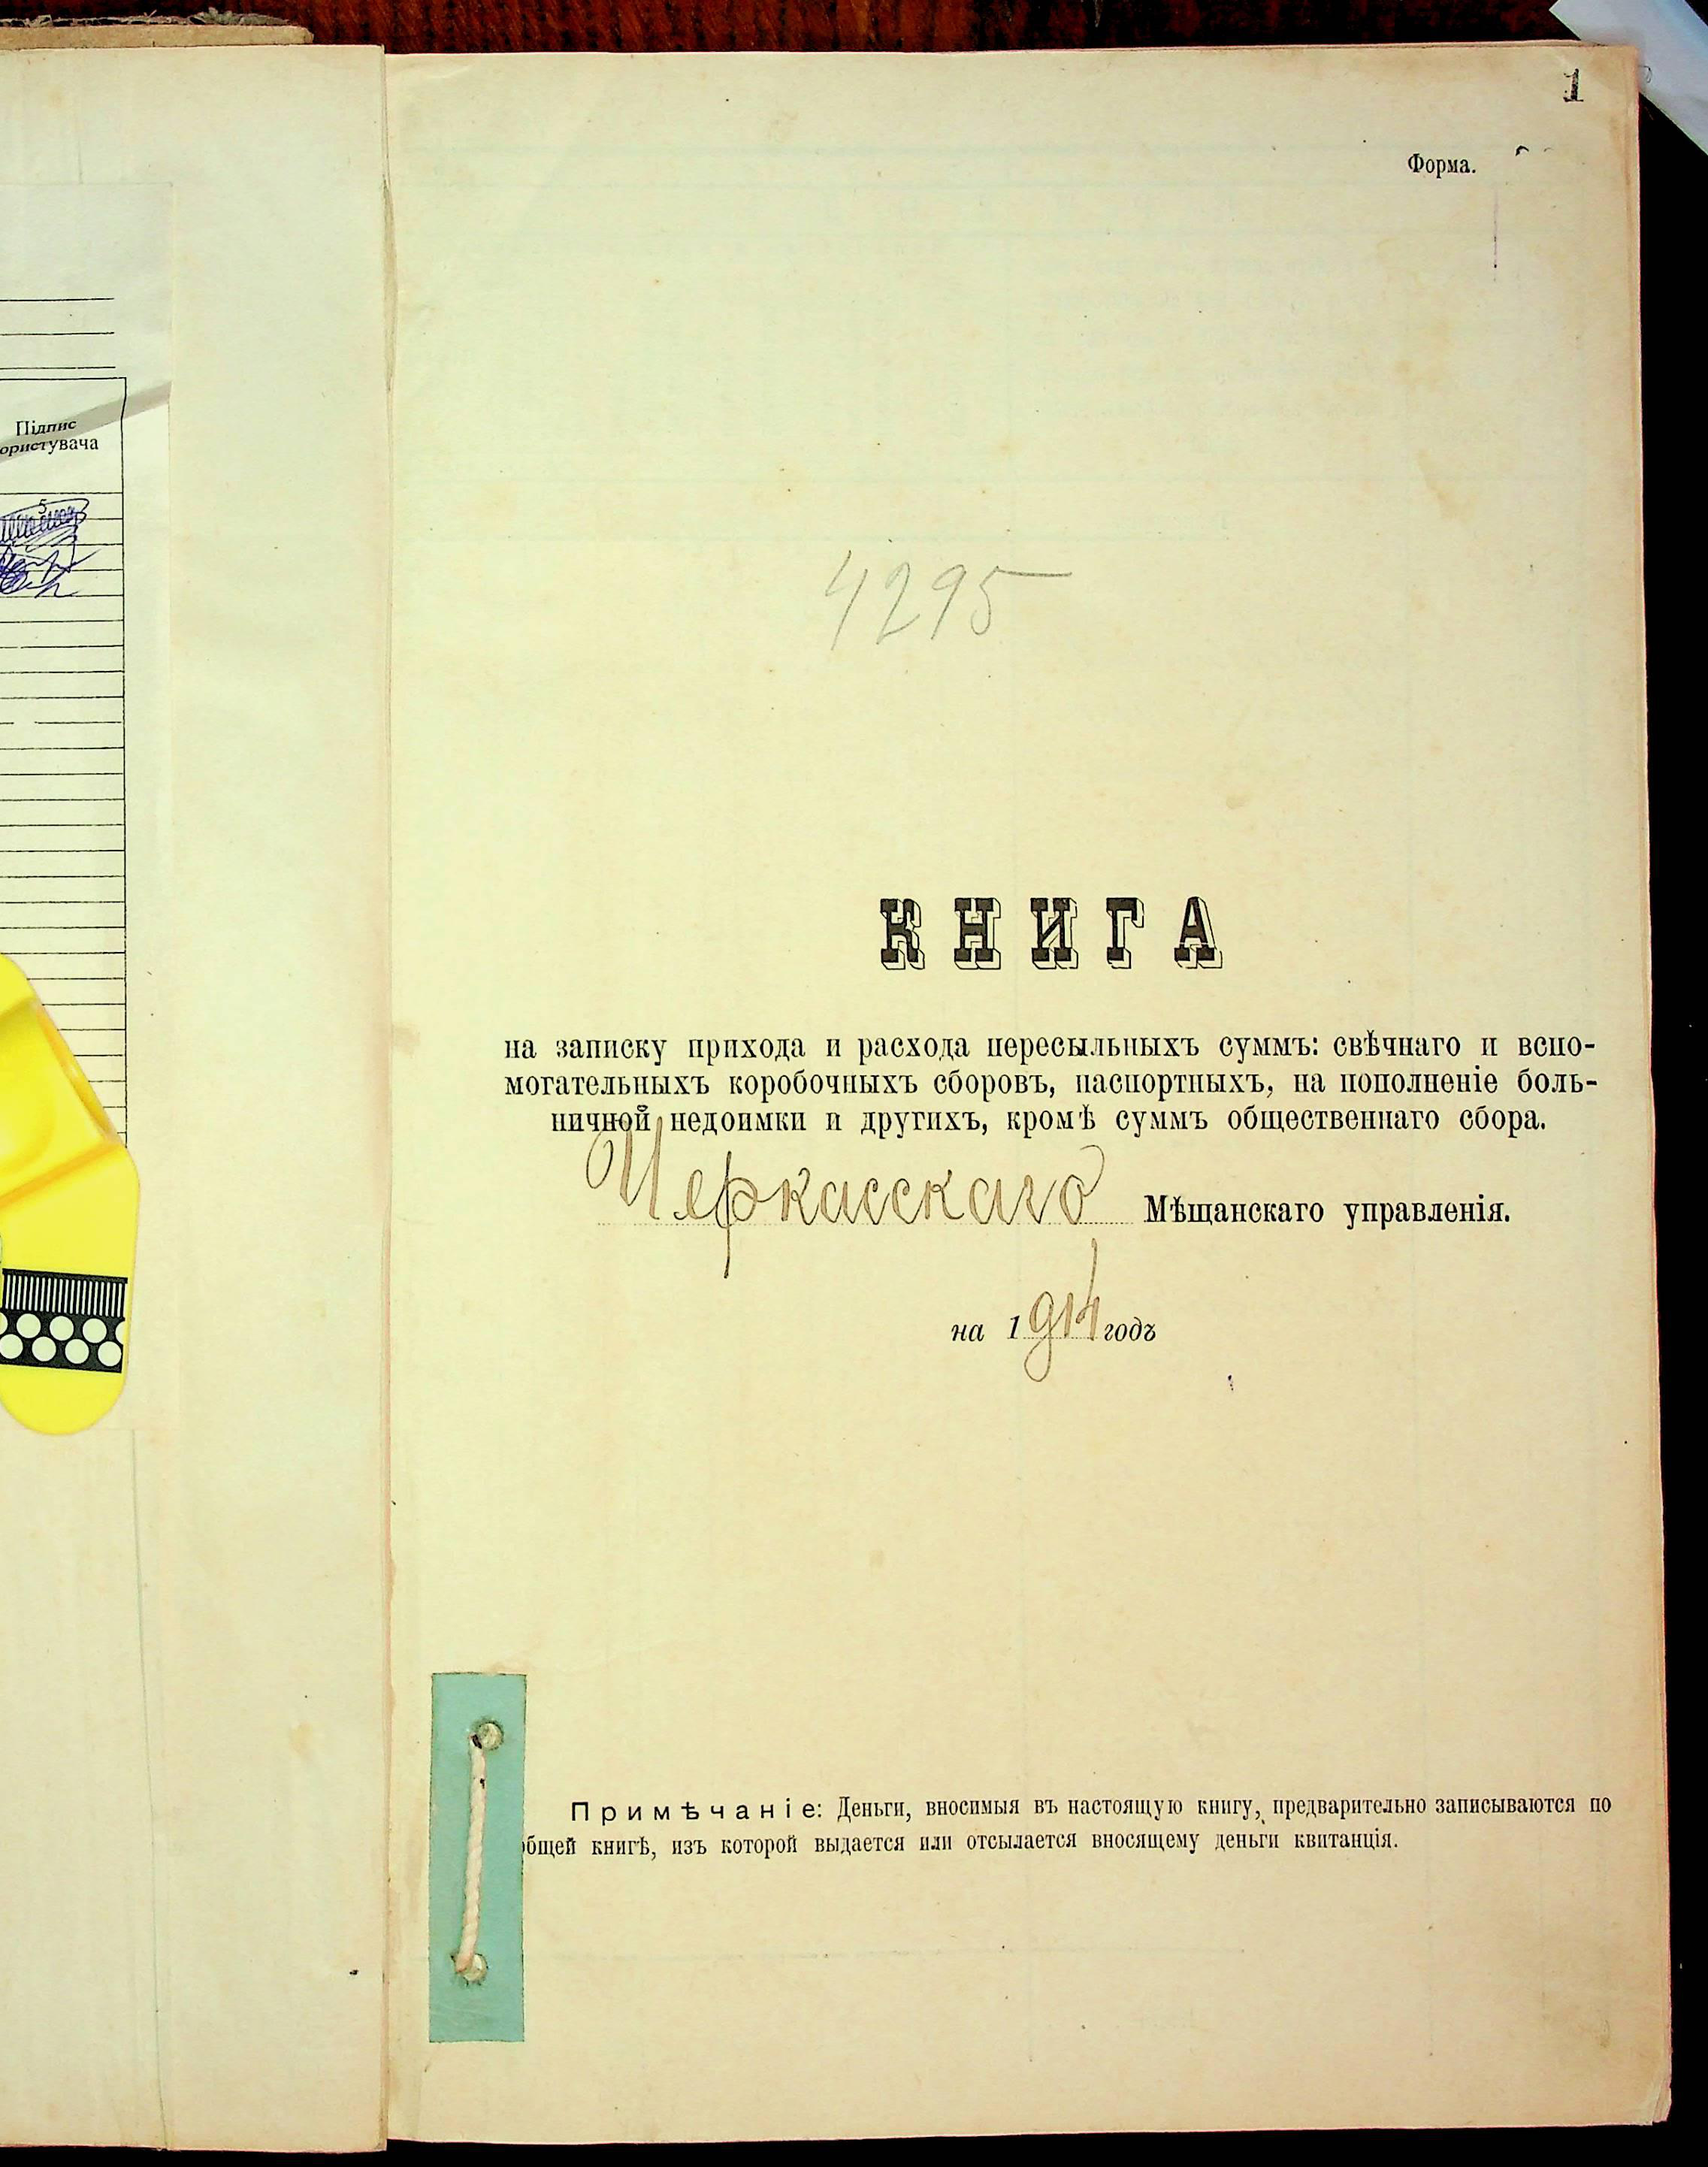 Підпис
ористувача
5
1
Форма.
4295
КНИГА
на записку прихода и расхода пересыльныхъ суммъ: свѣчнаго и вспо-
могательныхъ коробочныхъ сборовъ, паспортныхъ, на пополненіе боль-
ничной недоимки и другихъ, кромѣ суммъ общественнаго сбора.
Черкасскаго Мѣщанскаго управленія.
на 1914 годъ
Примѣчаніе: Деньги, вносимыя въ настоящую книгу, предварительно записываются по
общей книгѣ, изъ которой выдается или отсылается вносящему деньги квитанція.